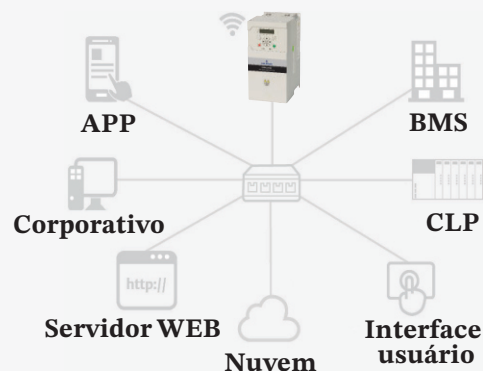 APP
BMS
Corporativo
CLP
http://
Servidor WEB
Nuvem
Interface
usuário